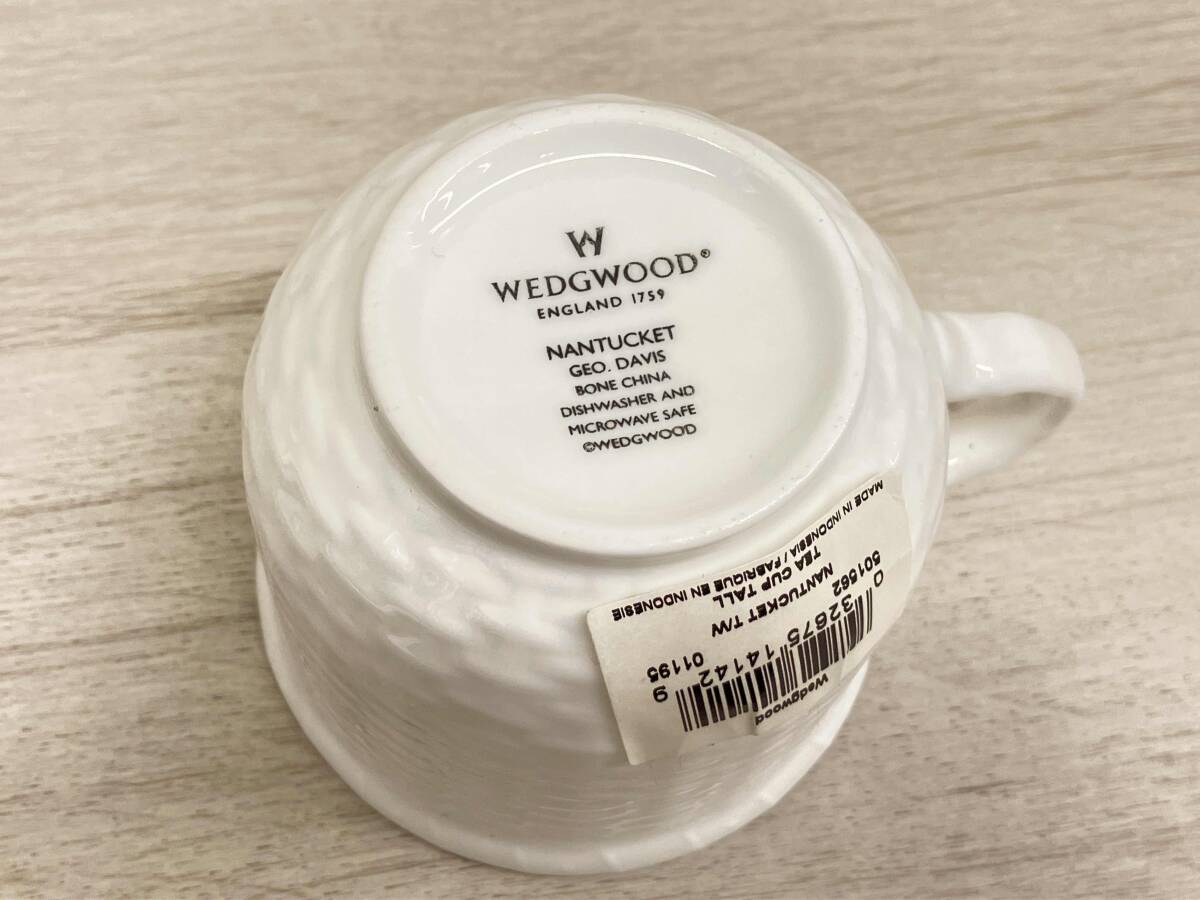 W
WEDGWOOD®
ENGLAND 1759
NANTUCKET
GEO. DAVIS
BONE CHINA
DISHWASHER AND
MICROWAVE SAFE
©WEDGWOOD
Wedgwood
0 32675 14142 9
501562 01195
NANTUCKET T/W
TEA CUP TALL
MADE IN INDONESIA / FABRIQUE EN INDONESIE